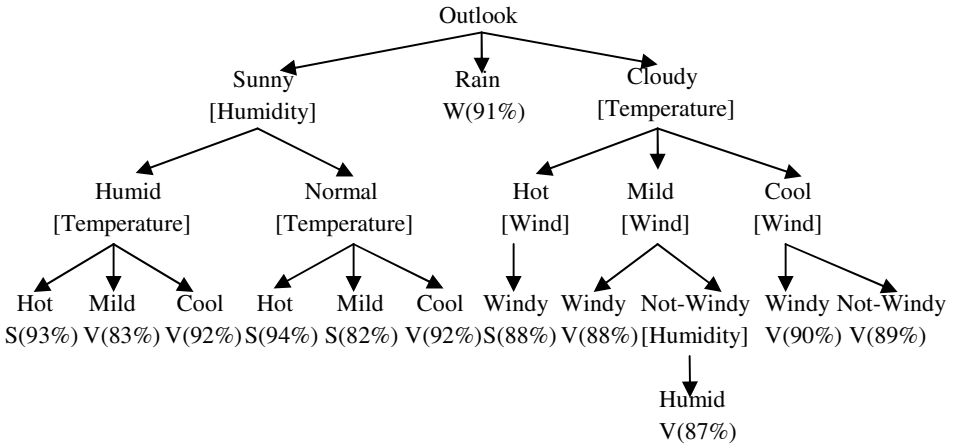 Outlook
Sunny Rain Cloudy
[Humidity] W(91%) [Temperature]
Humid Normal Hot Mild Cool
[Temperature] [Temperature] [Wind] [Wind] [Wind]
Hot Mild Cool Hot Mild Cool Windy Windy Not-Windy Windy Not-Windy
S(93%) V(83%) V(92%) S(94%) S(82%) V(92%) S(88%) V(88%) [Humidity] V(90%) V(89%)
Humid
V(87%)